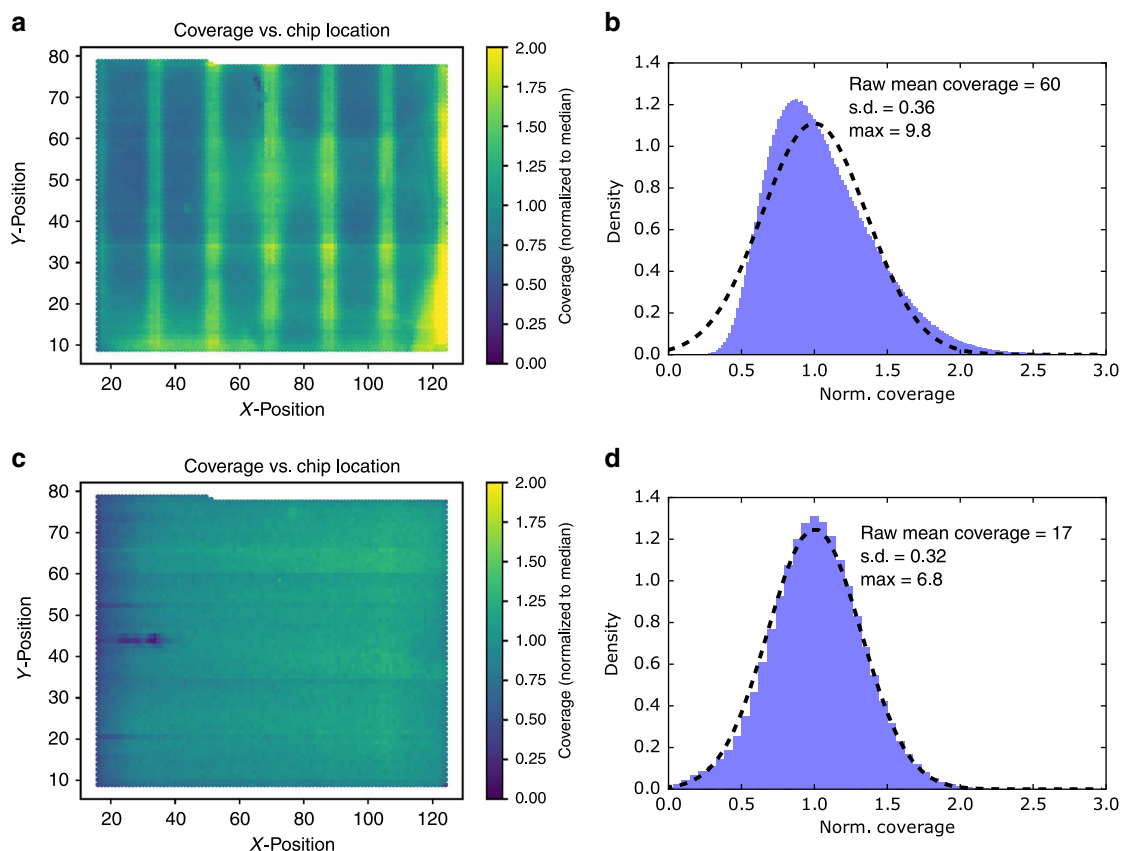 a
Coverage vs. chip location
80
70
60
50
40
30
20
10
Y-Position
20 40 60 80 100 120
X-Position
2.00
1.75
1.50
1.25
1.00
0.75
0.50
0.25
0.00
Coverage (normalized to median)
b
Raw mean coverage = 60
s.d. = 0.36
max = 9.8
1.4
1.2
1.0
0.8
0.6
0.4
0.2
0.0
Density
0.0 0.5 1.0 1.5 2.0 2.5 3.0
Norm. coverage
c
Coverage vs. chip location
80
70
60
50
40
30
20
10
Y-Position
20 40 60 80 100 120
X-Position
2.00
1.75
1.50
1.25
1.00
0.75
0.50
0.25
0.00
Coverage (normalized to median)
d
Raw mean coverage = 17
s.d. = 0.32
max = 6.8
1.4
1.2
1.0
0.8
0.6
0.4
0.2
0.0
Density
0.0 0.5 1.0 1.5 2.0 2.5 3.0
Norm. coverage